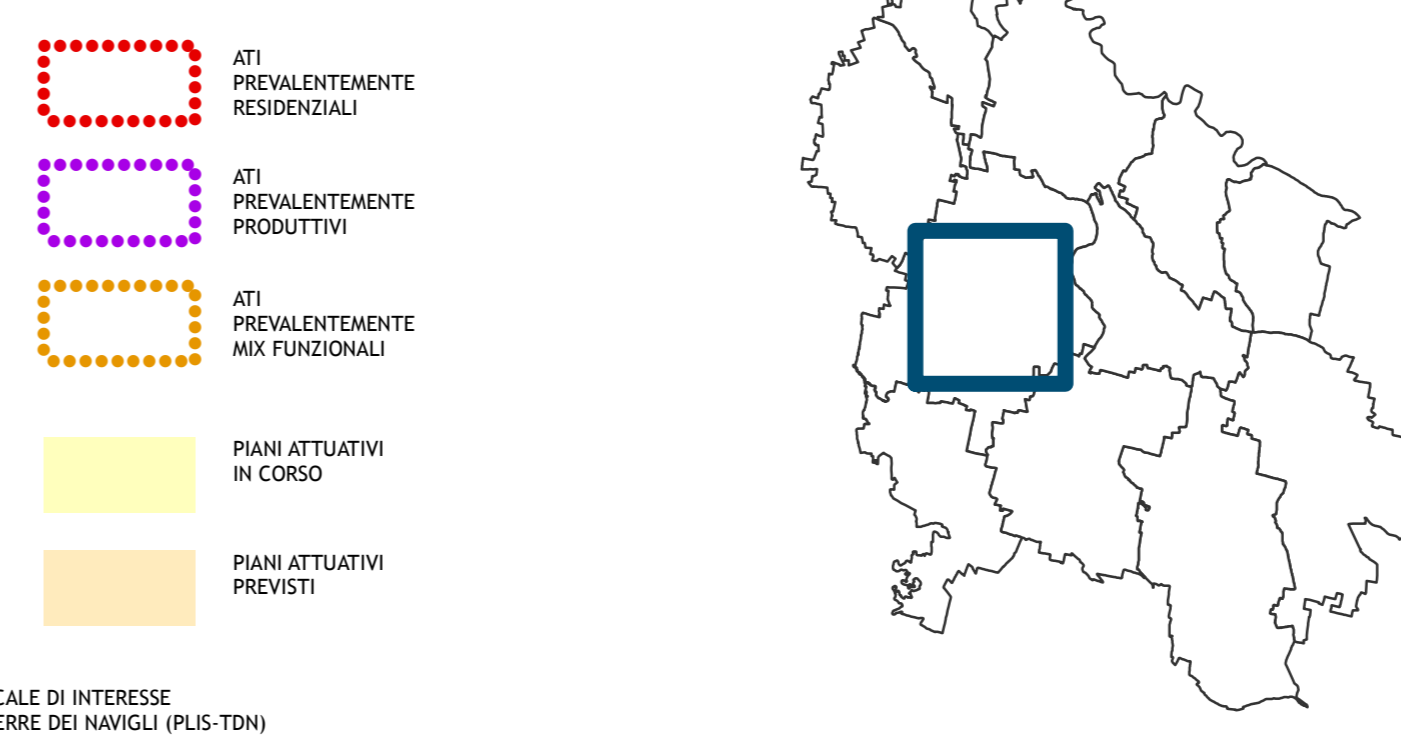 ATI
PREVALENTEMENTE
RESIDENZIALI
ATI
PREVALENTEMENTE
PRODUTTIVI
ATI
PREVALENTEMENTE
MIX FUNZIONALI
PIANI ATTUATIVI
IN CORSO
PIANI ATTUATIVI
PREVISTI
CALE DI INTERESSE
ERRE DEI NAVIGLI (PLIS-TDN)